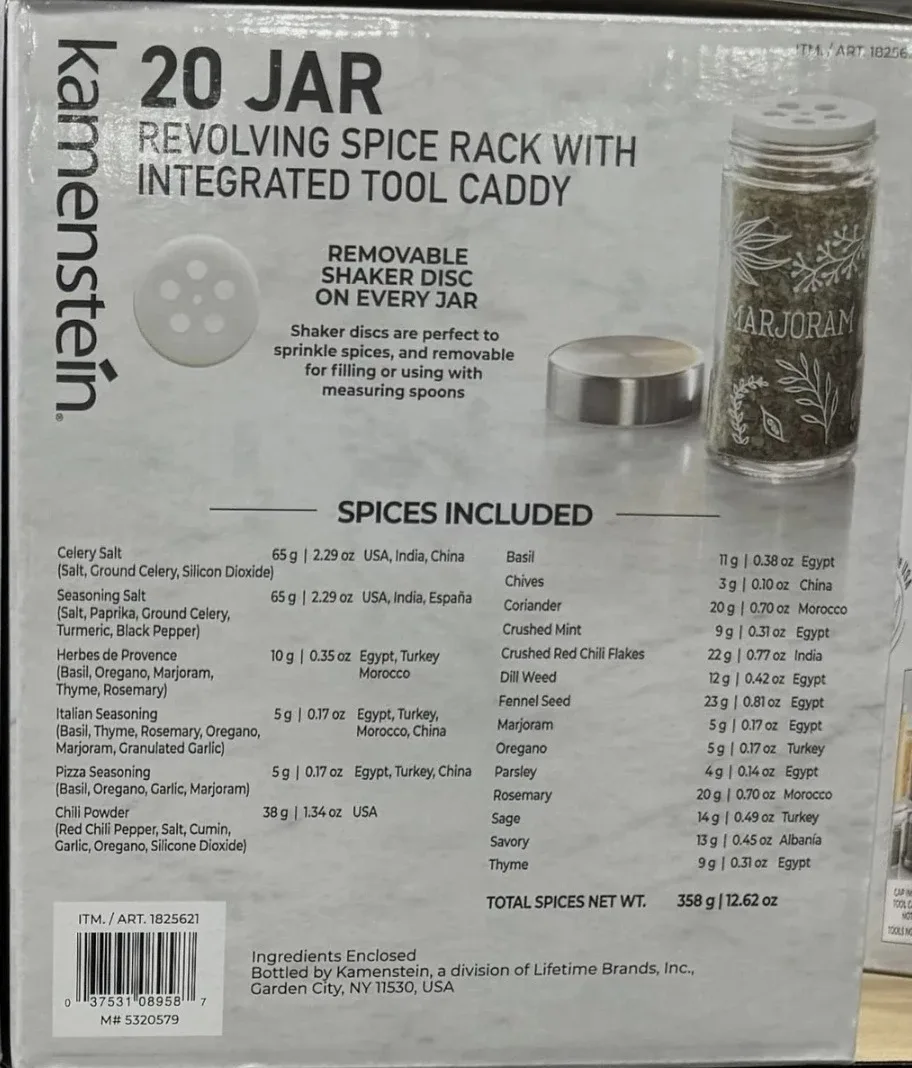 kamenstein®
ITM. / ART. 18256
20 JAR
REVOLVING SPICE RACK WITH
INTEGRATED TOOL CADDY
REMOVABLE
SHAKER DISC
ON EVERY JAR
Shaker discs are perfect to
sprinkle spices, and removable
for filling or using with
measuring spoons
MARJORAM
SPICES INCLUDED
Celery Salt 65 g | 2.29 oz USA, India, China
(Salt, Ground Celery, Silicon Dioxide)
Seasoning Salt 65 g | 2.29 oz USA, India, España
(Salt, Paprika, Ground Celery,
Turmeric, Black Pepper)
Herbes de Provence 10 g | 0.35 oz Egypt, Turkey
(Basil, Oregano, Marjoram, Morocco
Thyme, Rosemary)
Italian Seasoning 5 g | 0.17 oz Egypt, Turkey,
(Basil, Thyme, Rosemary, Oregano, Morocco, China
Marjoram, Granulated Garlic)
Pizza Seasoning 5 g | 0.17 oz Egypt, Turkey, China
(Basil, Oregano, Garlic, Marjoram)
Chili Powder 38 g | 1.34 oz USA
(Red Chili Pepper, Salt, Cumin,
Garlic, Oregano, Silicone Dioxide)
Basil 11 g | 0.38 oz Egypt
Chives 3 g | 0.10 oz China
Coriander 20 g | 0.70 oz Morocco
Crushed Mint 9 g | 0.31 oz Egypt
Crushed Red Chili Flakes 22 g | 0.77 oz India
Dill Weed 12 g | 0.42 oz Egypt
Fennel Seed 23 g | 0.81 oz Egypt
Marjoram 5 g | 0.17 oz Egypt
Oregano 5 g | 0.17 oz Turkey
Parsley 4 g | 0.14 oz Egypt
Rosemary 20 g | 0.70 oz Morocco
Sage 14 g | 0.49 oz Turkey
Savory 13 g | 0.45 oz Albanía
Thyme 9 g | 0.31 oz Egypt
TOTAL SPICES NET WT. 358 g | 12.62 oz
ITM. / ART. 1825621
0 37531 08958 7
M# 5320579
Ingredients Enclosed
Bottled by Kamenstein, a division of Lifetime Brands, Inc.,
Garden City, NY 11530, USA